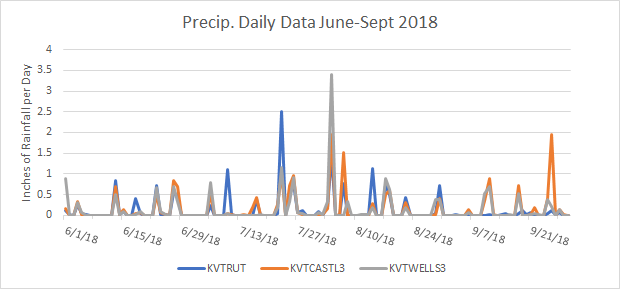 Precip. Daily Data June-Sept 2018
Inches of Rainfall per Day
4
3.5
3
2.5
2
1.5
1
0.5
0
6/1/18 6/15/18 6/29/18 7/13/18 7/27/18 8/10/18 8/24/18 9/7/18 9/21/18
KVTRUT KVTCASTL3 KVTWELLS3